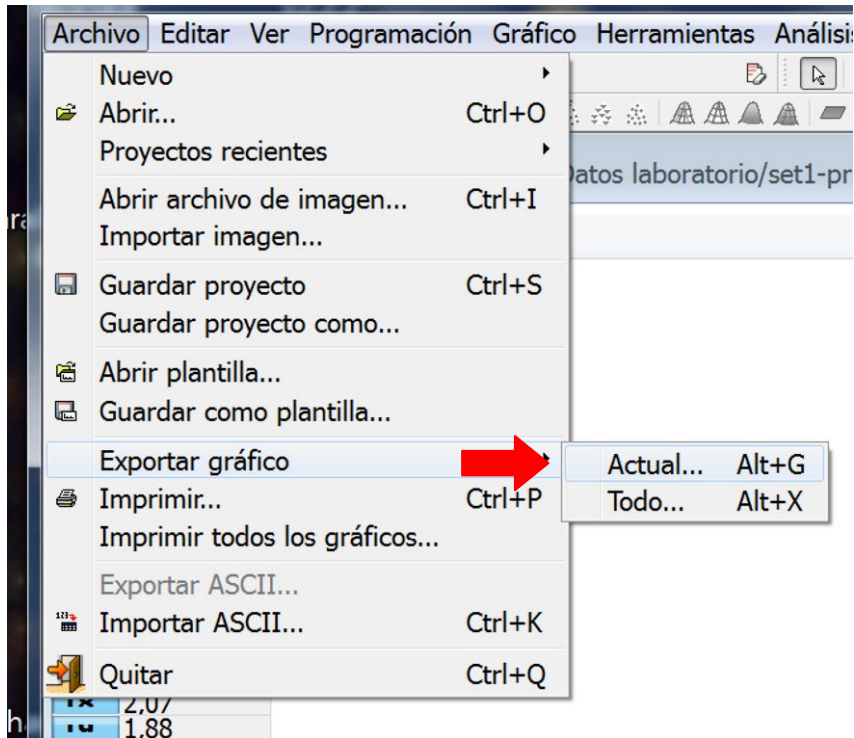 Archivo Editar Ver Programación Gráfico Herramientas Análisis
Nuevo
Abrir... Ctrl+O
Proyectos recientes
Datos laboratorio/set1-pr
Abrir archivo de imagen... Ctrl+I
Importar imagen...
Guardar proyecto Ctrl+S
Guardar proyecto como...
Abrir plantilla...
Guardar como plantilla...
Exportar gráfico
Actual... Alt+G
Imprimir... Ctrl+P
Todo... Alt+X
Imprimir todos los gráficos...
Exportar ASCII...
Importar ASCII... Ctrl+K
Quitar Ctrl+Q
2,07
1,88